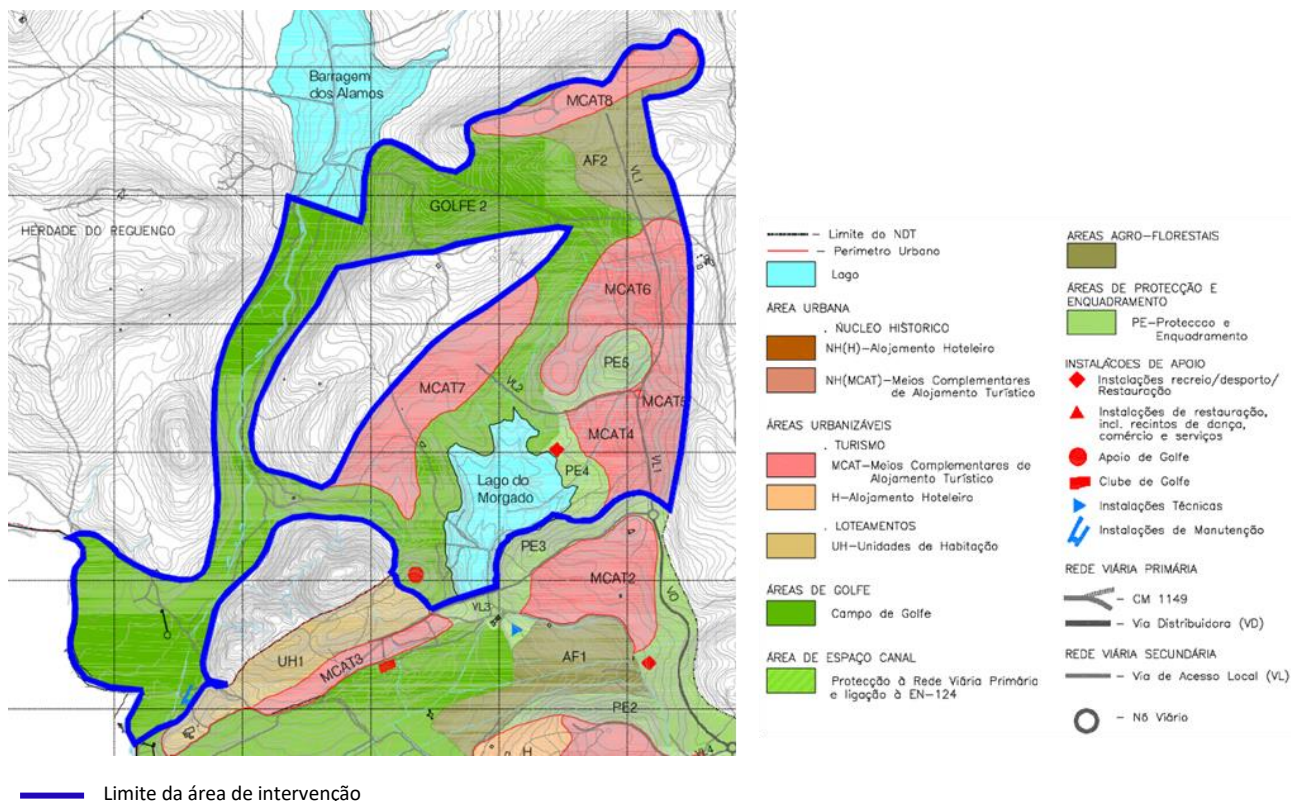 Barragem
dos Alamos
MCAT8
AF2
VL1
GOLFE 2
HERDADE DO REGUENGO
MCAT6
PE5
MCAT7
VL2
MCAT5
MCAT4
VL1
PE4
Lago do
Morgado
PE3
MCAT2
VL3
VD
UH1
MCAT3
AF1
PE2
H
Limite da área de intervenção
– Limite do NDT
– Perimetro Urbano
Lago
ÁREA URBANA
. NUCLEO HISTORICO
NH(H)–Alojamento Hoteleiro
NH(MCAT)–Meios Complementares
de Alojamento Turístico
ÁREAS URBANIZÁVEIS
. TURISMO
MCAT–Meios Complementares de
Alojamento Turístico
H–Alojamento Hoteleiro
. LOTEAMENTOS
UH–Unidades de Habitação
ÁREAS DE GOLFE
Campo de Golfe
ÁREA DE ESPAÇO CANAL
Protecção à Rede Viária Primária
e ligação à EN–124
AREAS AGRO–FLORESTAIS
ÁREAS DE PROTECÇÃO E
ENQUADRAMENTO
PE–Proteccao e
Enquadramento
INSTALACOES DE APOIO
Instalações recreio/desporto/
Restauração
Instalações de restauração,
incl. recintos de dança,
comércio e serviços
Apoio de Golfe
Clube de Golfe
Instalações Técnicas
Instalações de Manutenção
REDE VIÁRIA PRIMÁRIA
– CM 1149
– Via Distribuidora (VD)
REDE VIÁRIA SECUNDÁRIA
– Via de Acesso Local (VL)
– Nó Viário